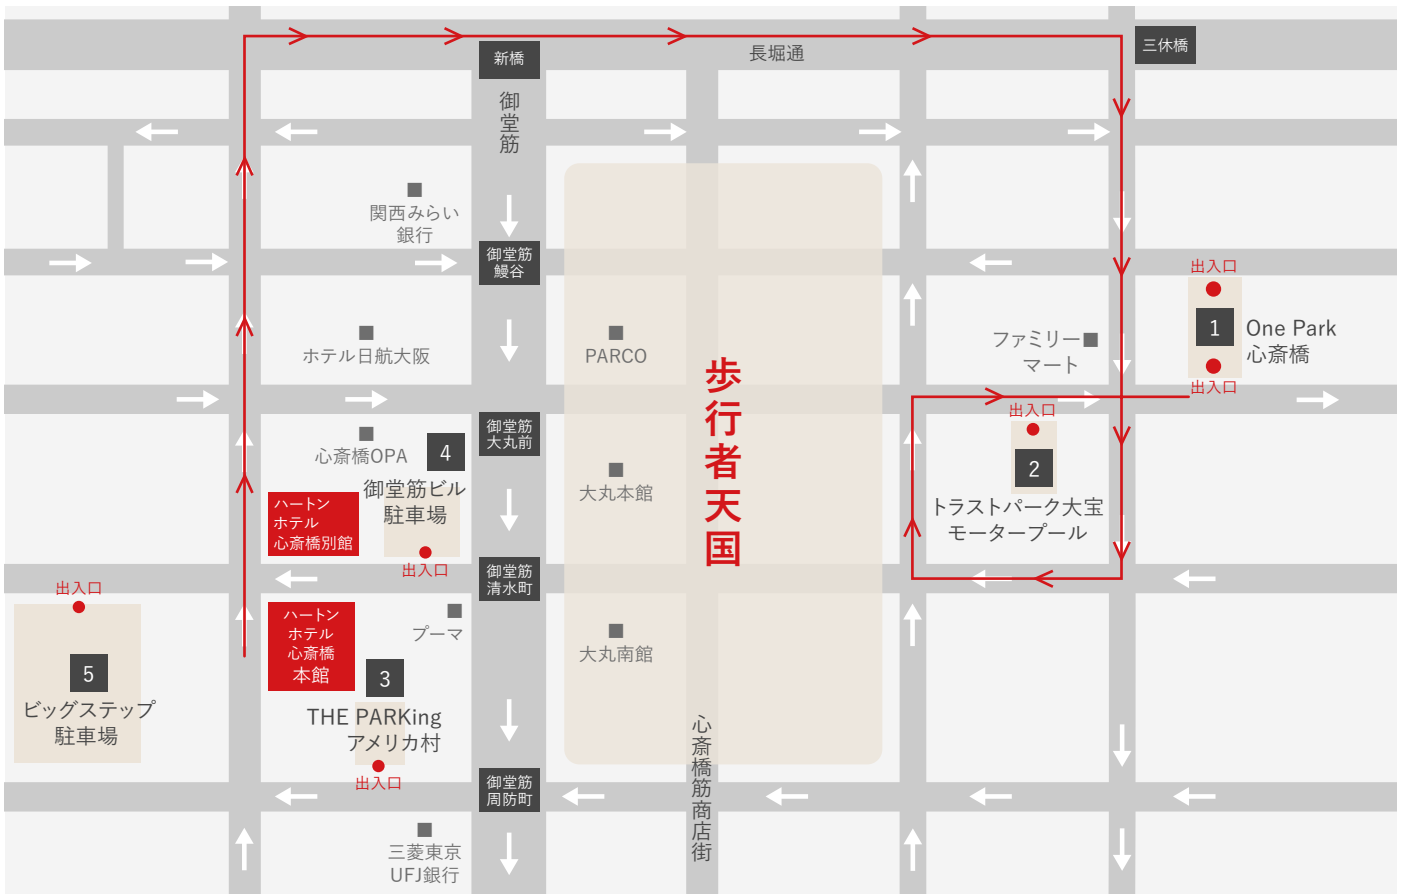 新橋
長堀通
三休橋
御堂筋
関西みらい
銀行
御堂筋
鰻谷
出入口
1
One Park
心斎橋
出入口
ホテル日航大阪
PARCO
ファミリー
マート
歩行者天国
心斎橋OPA
4
御堂筋ビル
駐車場
出入口
御堂筋
大丸前
大丸本館
出入口
2
トラストパーク大宝
モータープール
ハートン
ホテル
心斎橋別館
御堂筋
清水町
出入口
5
ビッグステップ
駐車場
ハートン
ホテル
心斎橋
本館
プーマ
3
THE PARKing
アメリカ村
出入口
大丸南館
心斎橋筋商店街
御堂筋
周防町
三菱東京
UFJ銀行